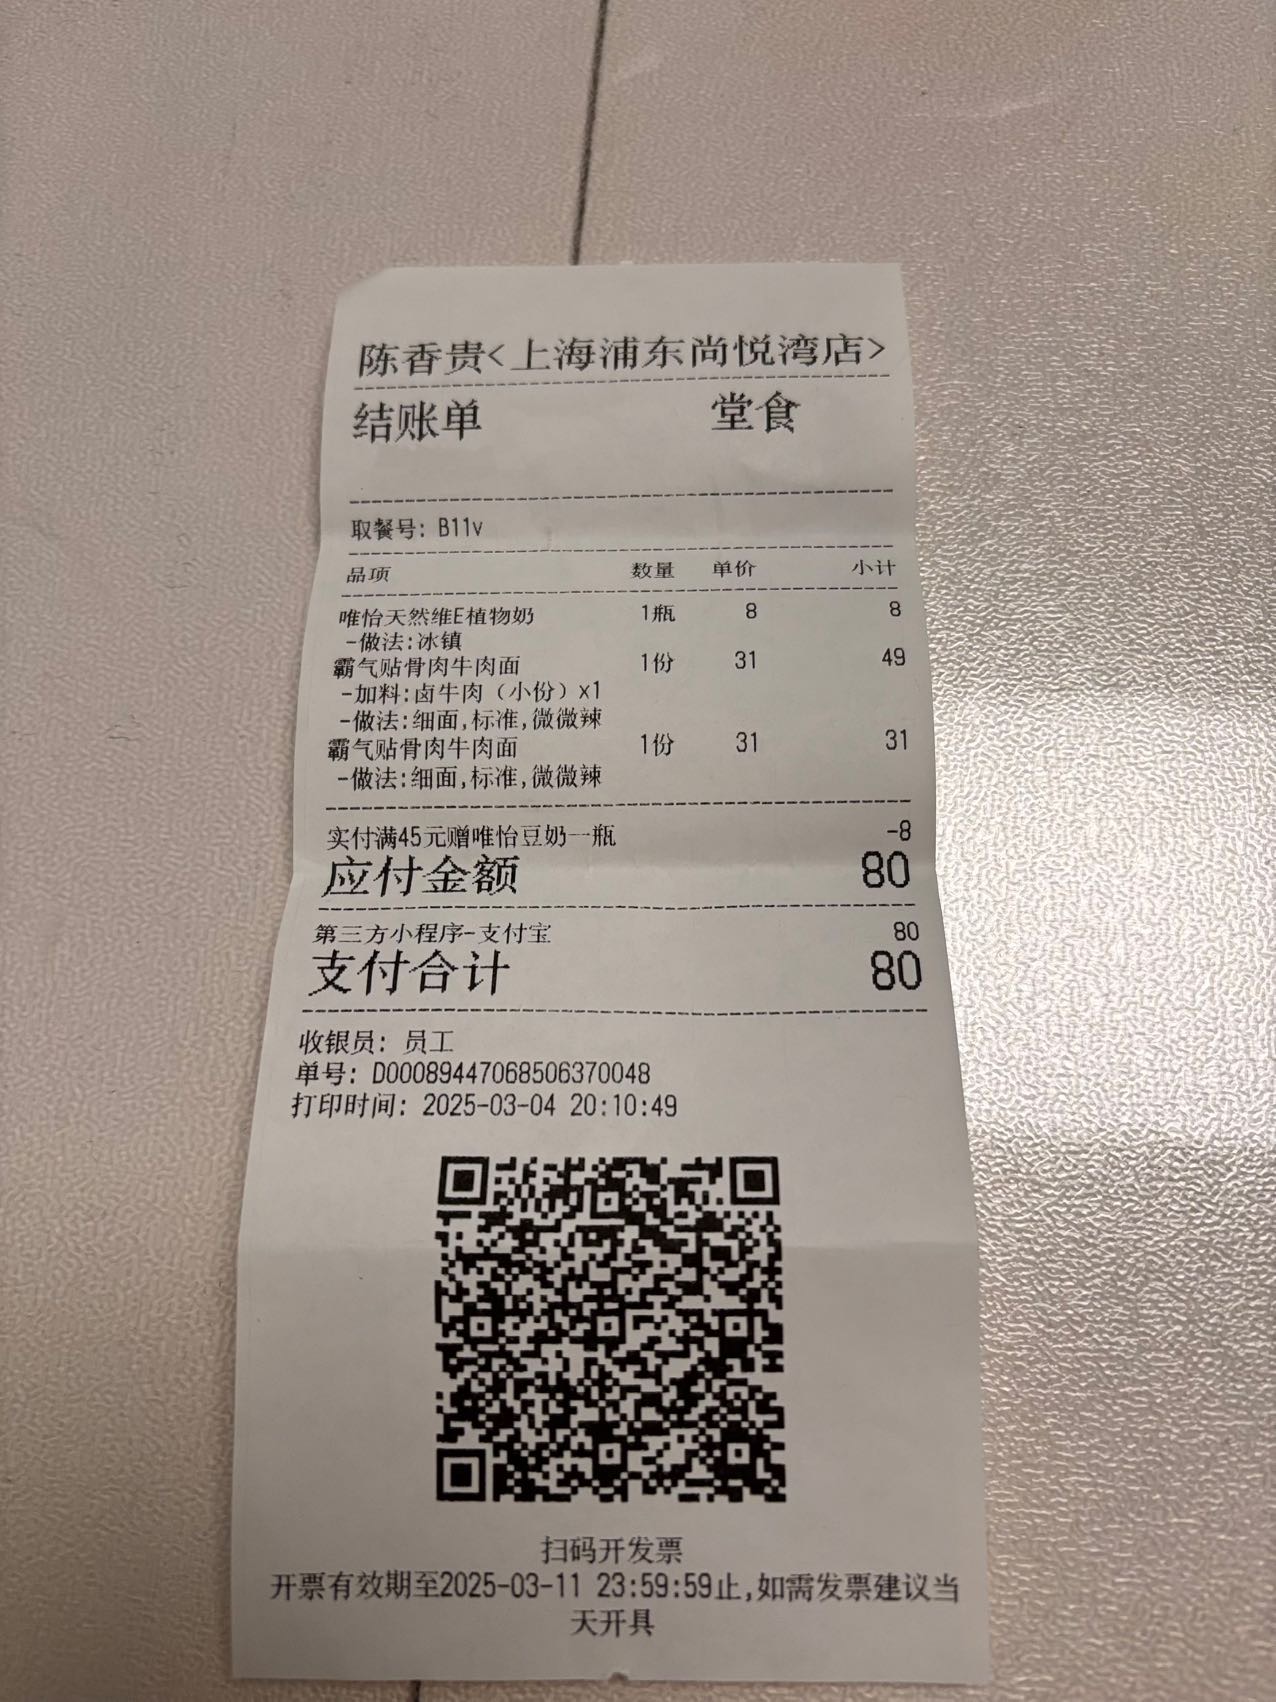 陈香贵<上海浦东尚悦湾店>
结账单 堂食
取餐号: B11v
品项 数量 单价 小计
唯怡天然维E植物奶 1瓶 8 8
-做法:冰镇
霸气贴骨肉牛肉面 1份 31 49
-加料:卤牛肉（小份）x1
-做法:细面,标准,微微辣
霸气贴骨肉牛肉面 1份 31 31
-做法:细面,标准,微微辣
实付满45元赠唯怡豆奶一瓶 -8
应付金额 80
第三方小程序-支付宝 80
支付合计 80
收银员: 员工
单号: D00089447068506370048
打印时间: 2025-03-04 20:10:49
扫码开发票
开票有效期至2025-03-11 23:59:59止,如需发票建议当
天开具